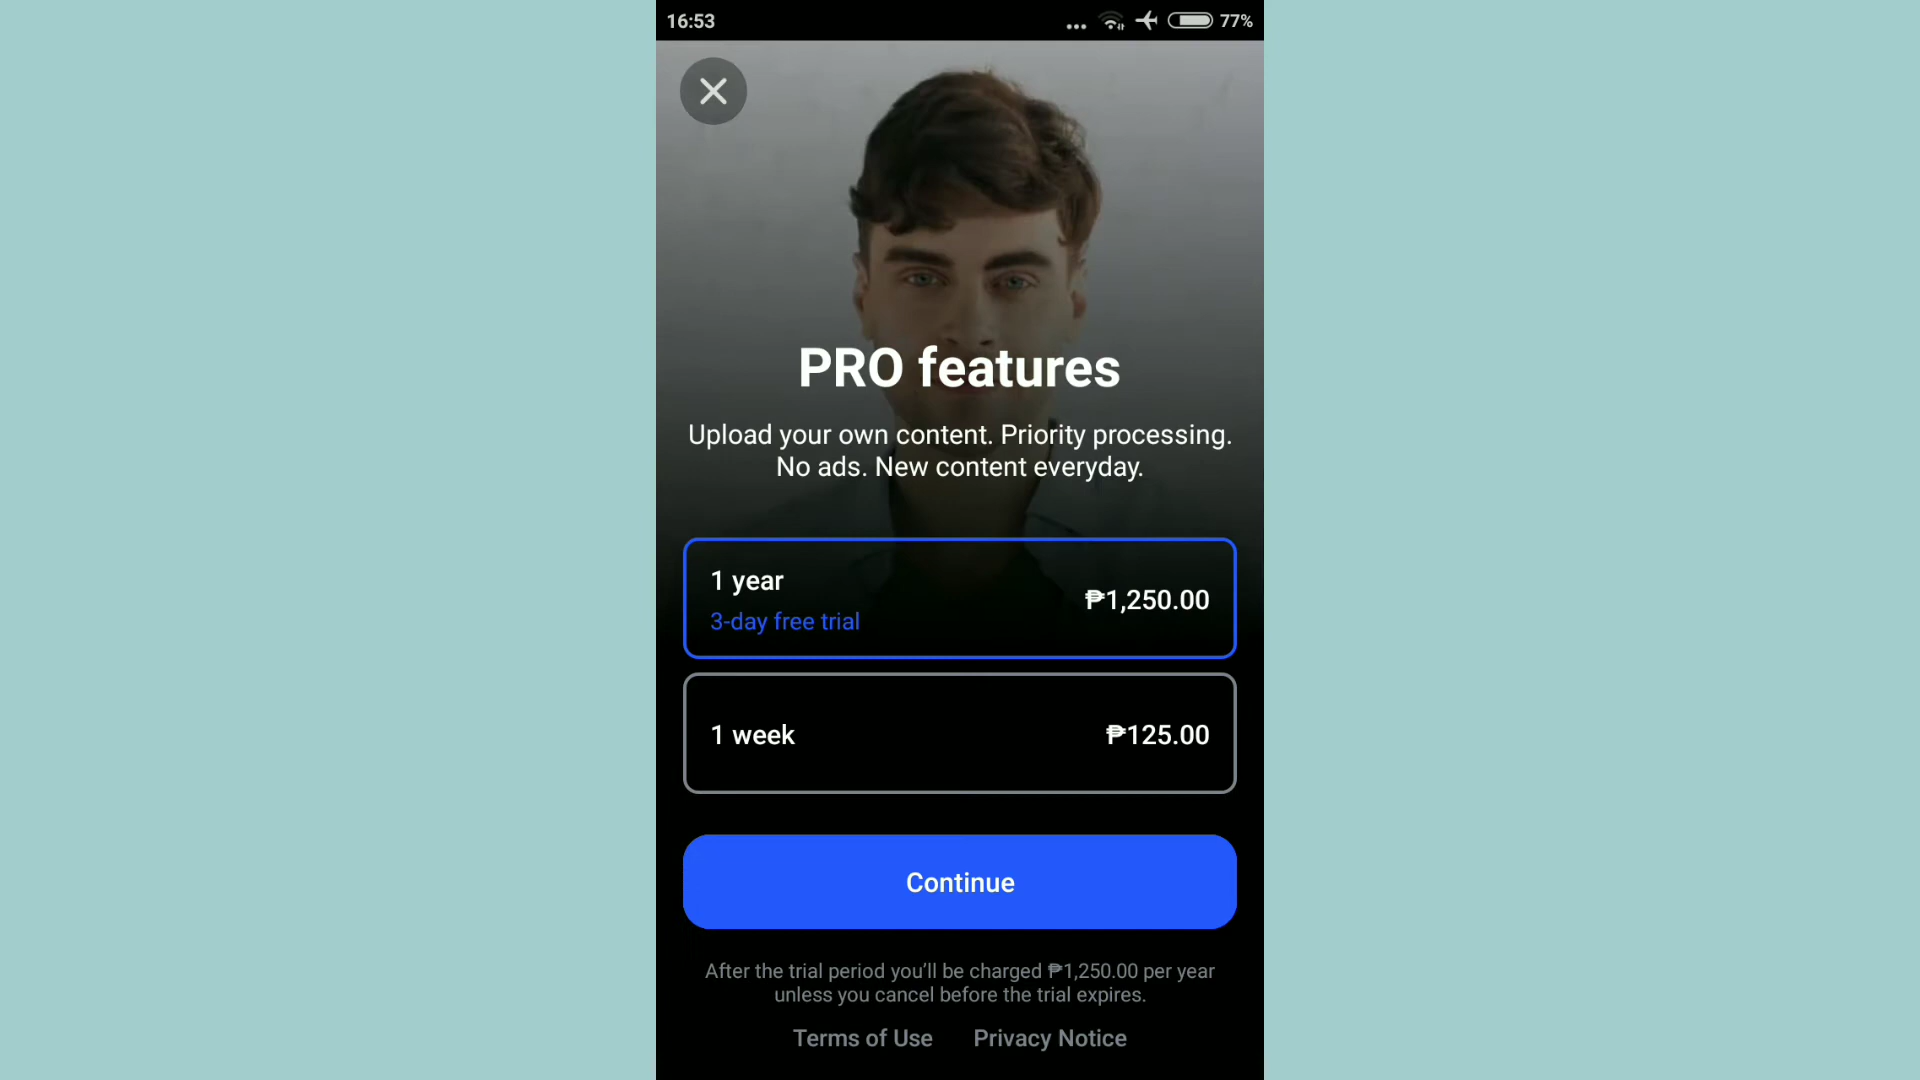 16:53
77%
PRO features
Upload your own content. Priority processing.
No ads. New content everyday.
1 year
3-day free trial
₱1,250.00
1 week
₱125.00
Continue
After the trial period you’ll be charged ₱1,250.00 per year
unless you cancel before the trial expires.
Terms of Use
Privacy Notice